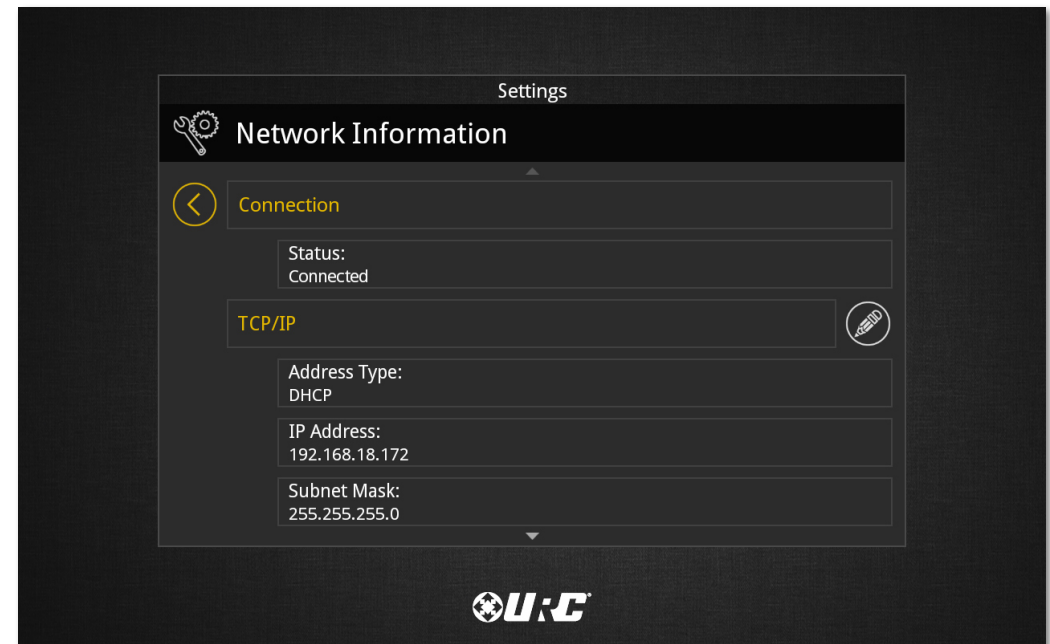 Settings
Network Information
Connection
Status:
Connected
TCP/IP
Address Type:
DHCP
IP Address:
192.168.18.172
Subnet Mask:
255.255.255.0
URC